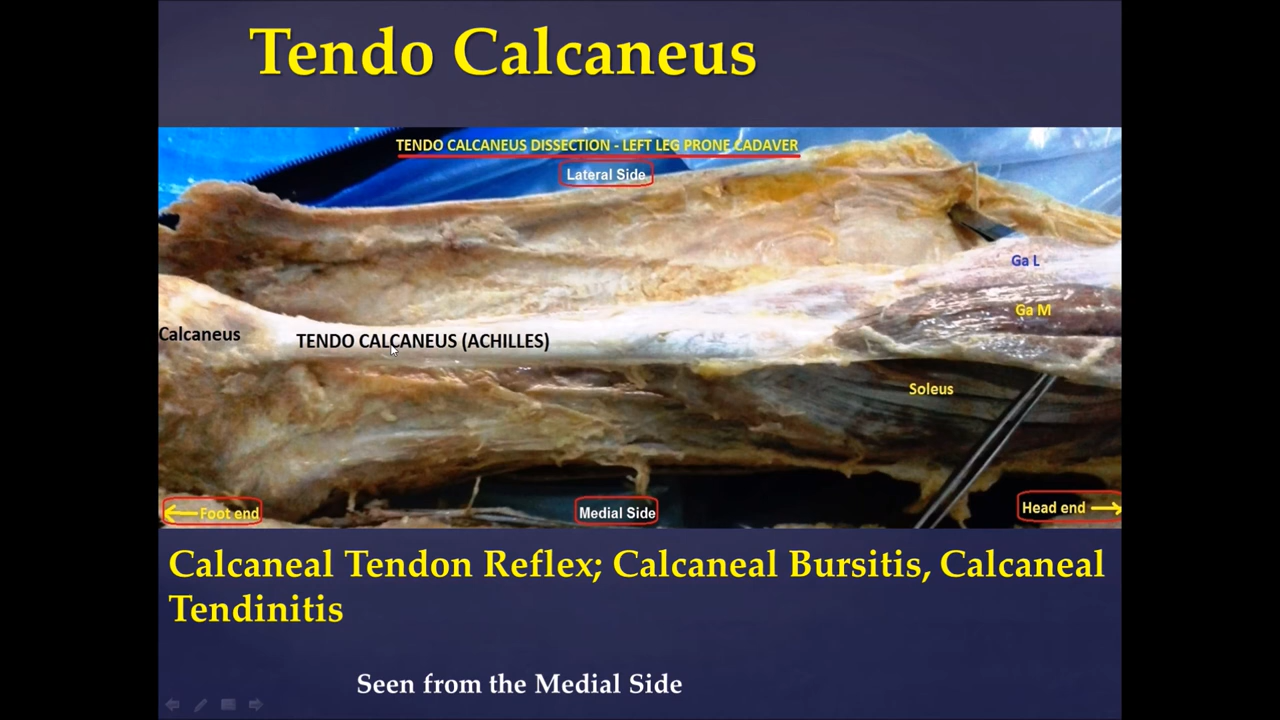 Tendo Calcaneus
TENDO CALCANEUS DISSECTION - LEFT LEG PRONE CADAVER
Lateral Side
Ga L
Ga M
Calcaneus
TENDO CALCANEUS (ACHILLES)
Soleus
Foot end
Medial Side
Head end
Calcaneal Tendon Reflex; Calcaneal Bursitis, Calcaneal
Tendinitis
Seen from the Medial Side